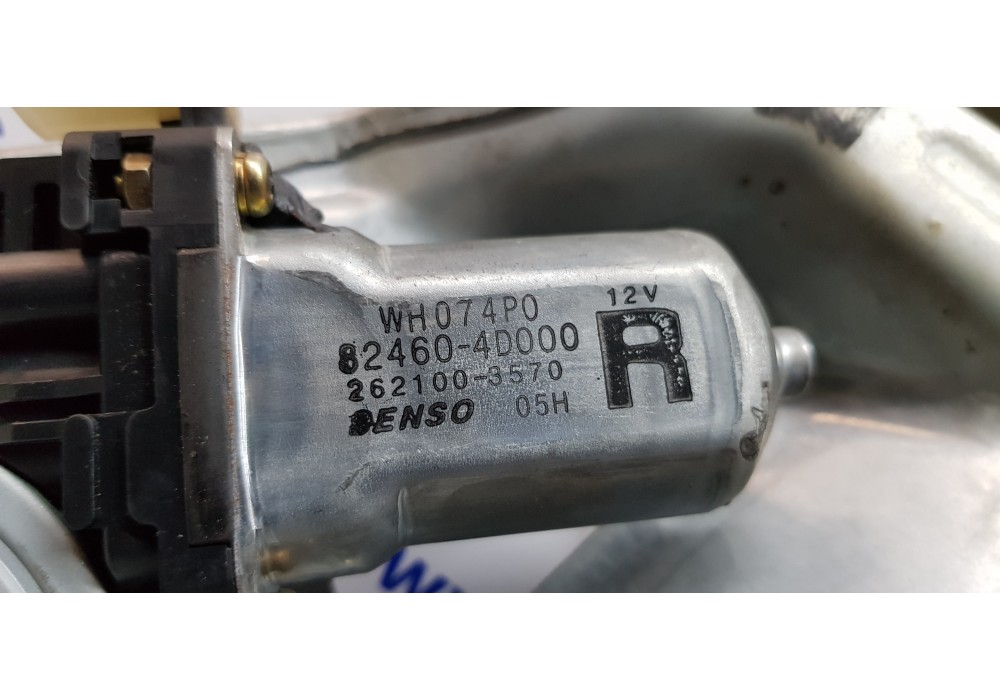 WH074P0
82460-4D000
262100-3570
DENSO 05H
12V
R